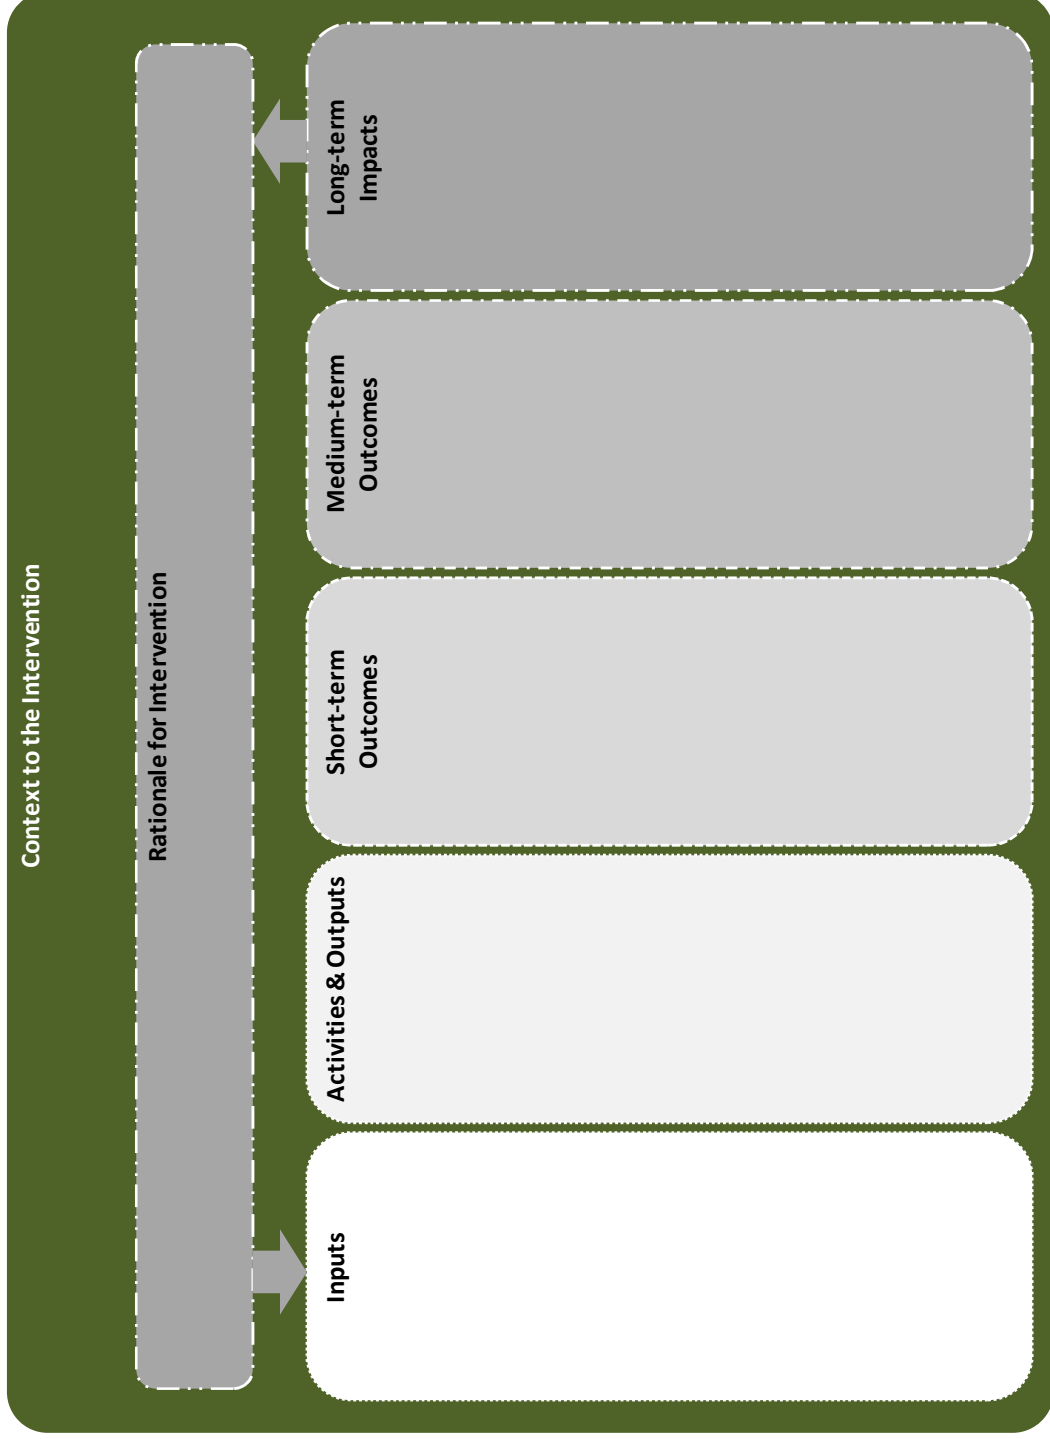 Context to the Intervention
Rationale for Intervention
Inputs
Activities & Outputs
Short-term
Outcomes
Medium-term
Outcomes
Long-term
Impacts